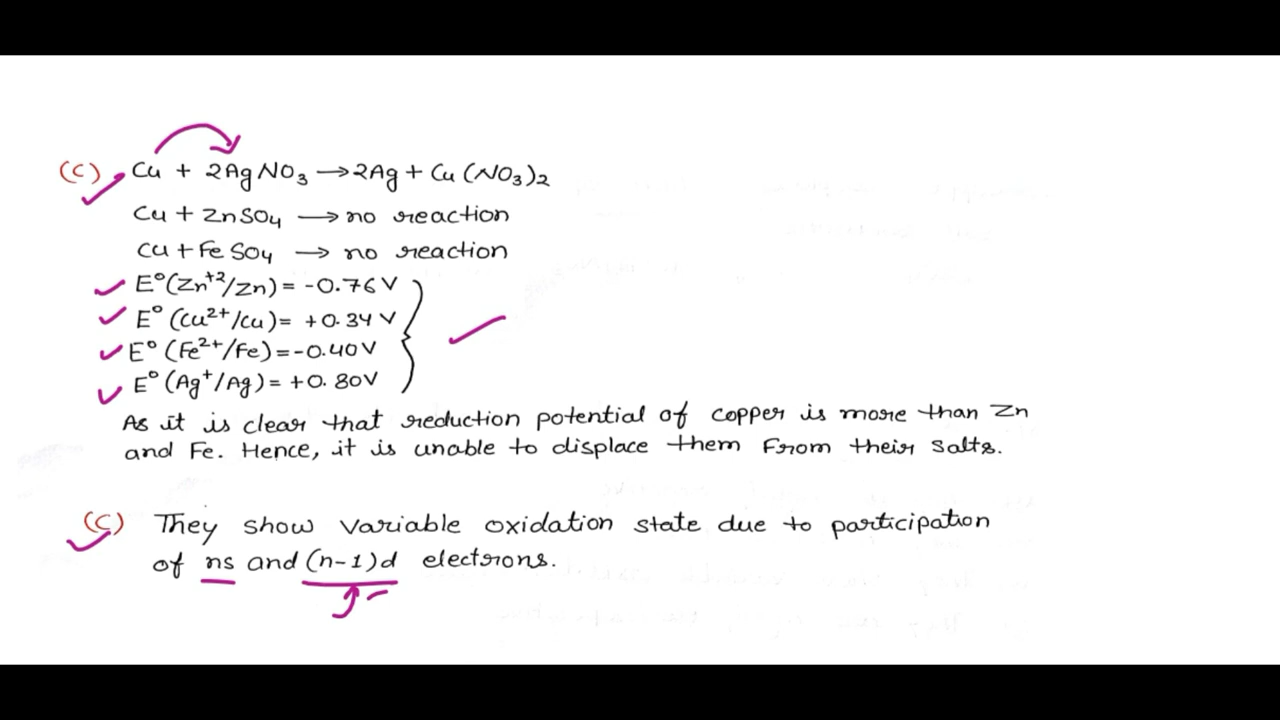 (C) Cu + 2AgNO3 → 2Ag + Cu(NO3)2
Cu + ZnSO4 → no reaction
Cu + FeSO4 → no reaction
E°(Zn+2/Zn) = -0.76 V
E°(Cu2+/Cu) = +0.34 V
E°(Fe2+/Fe) = -0.40V
E°(Ag+/Ag) = +0.80V
As it is clear that reduction potential of copper is more than Zn
and Fe. Hence, it is unable to displace them from their salts.
(C) They show variable oxidation state due to participation
of ns and (n-1)d electrons.